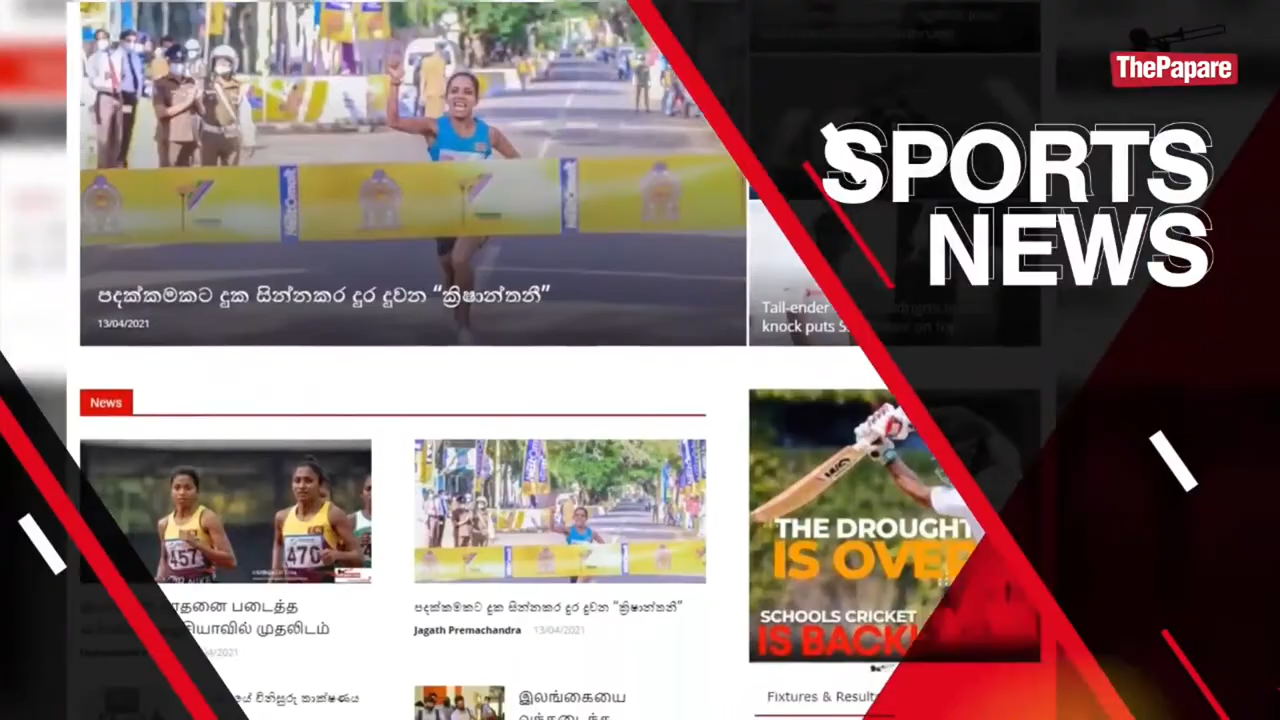 ThePapare
SPORTS
NEWS
පදක්කමකට දුක සින්නකර දුර දුවන “ක්‍රිෂාන්තනී”
13/04/2021
Tail-ender
knock puts
News
457
470
THE DROUGHT
IS OVER
SCHOOLS CRICKET
IS BACK!
படைத்த
முதலிடம்
පදක්කමකට දුක සින්නකර දුර දුවන “ක්‍රිෂාන්තනී”
Jagath Premachandra 13/04/2021
විනිසුරු තාක්ෂණය
இலங்கையை
Fixtures & Results